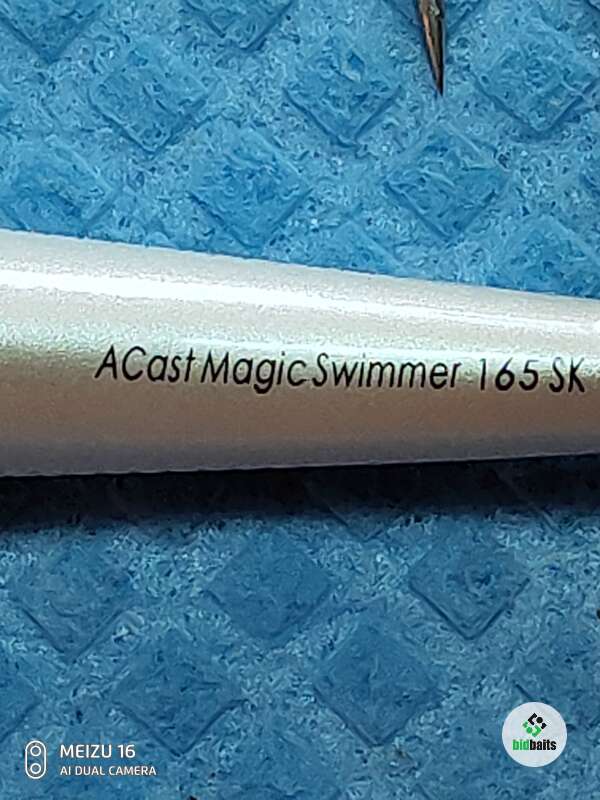 ACast Magic Swimmer 165 SK
bidbaits
MEIZU 16
AI DUAL CAMERA